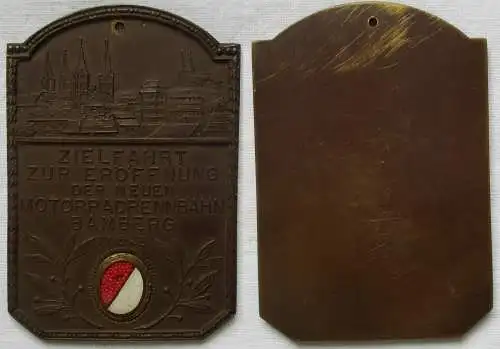 ZIELFAHRT
ZUR ERÖFFNUNG
DER NEUEN
MOTORRADRENNBAHN
BAMBERG